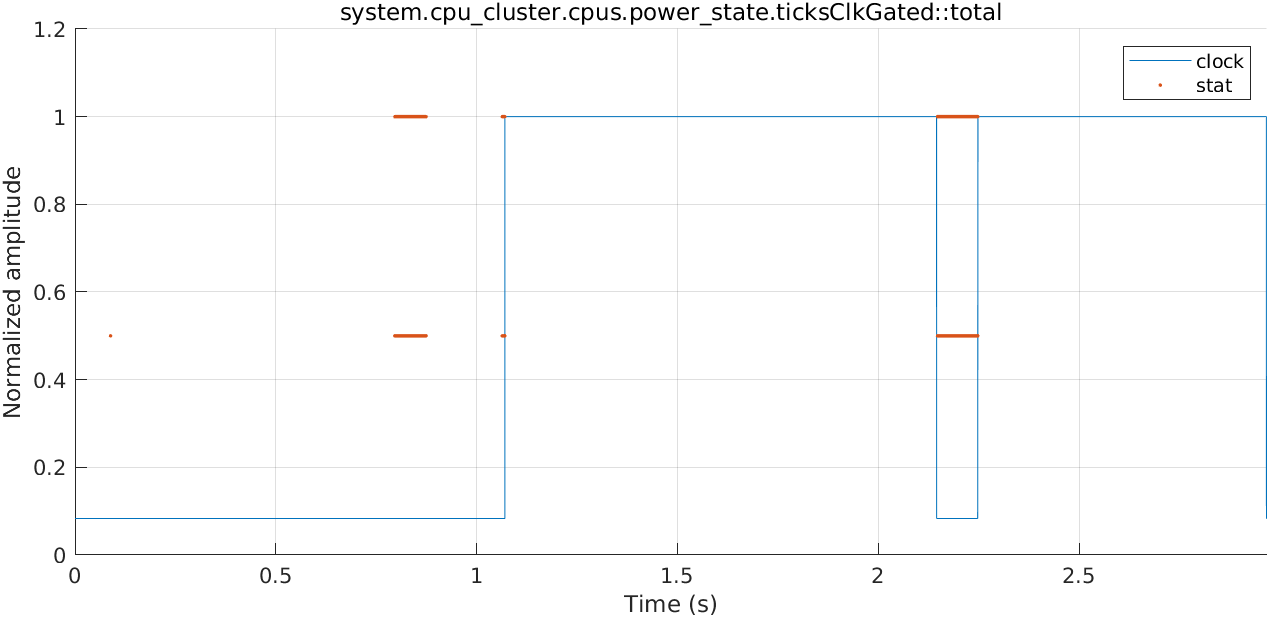 system.cpu_cluster.cpus.power_state.ticksClkGated::total
1.2
1
0.8
0.6
0.4
0.2
0
Normalized amplitude
clock
stat
0 0.5 1 1.5 2 2.5
Time (s)